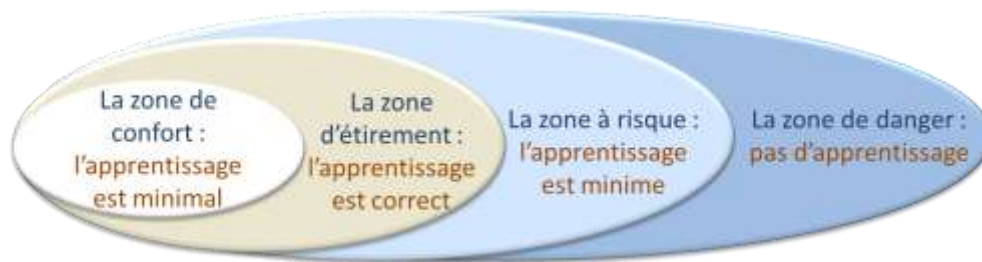 La zone de
confort :
l'apprentissage
est minimal
La zone
d'étirement :
l'apprentissage
est correct
La zone à risque :
l'apprentissage
est minime
La zone de danger :
pas d'apprentissage